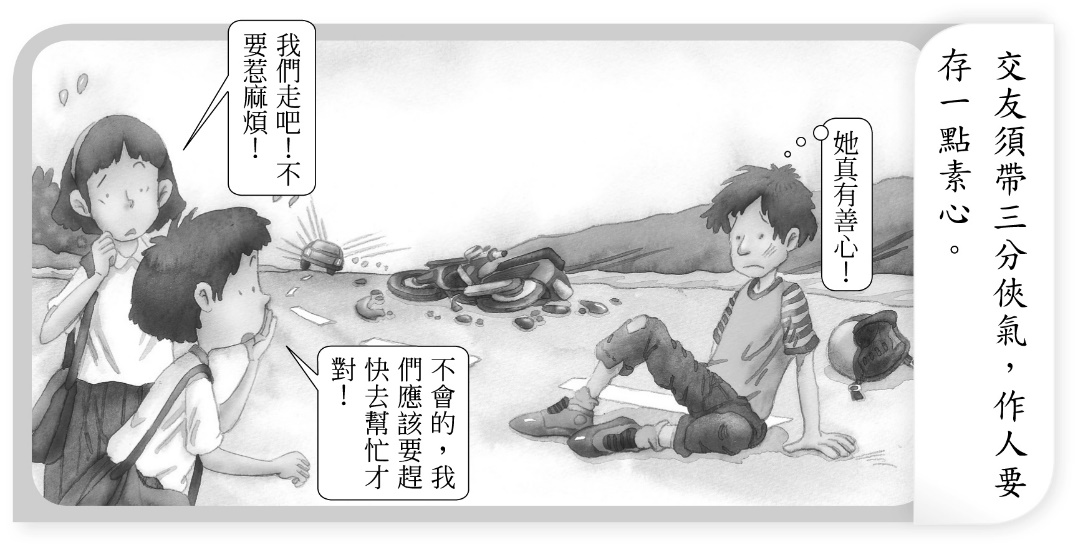 交友須帶三分俠氣，作人要
存一點素心。
她真有善心！
我們走吧！不
要惹麻煩！
不會的，我
們應該要趕
快去幫忙才
對！